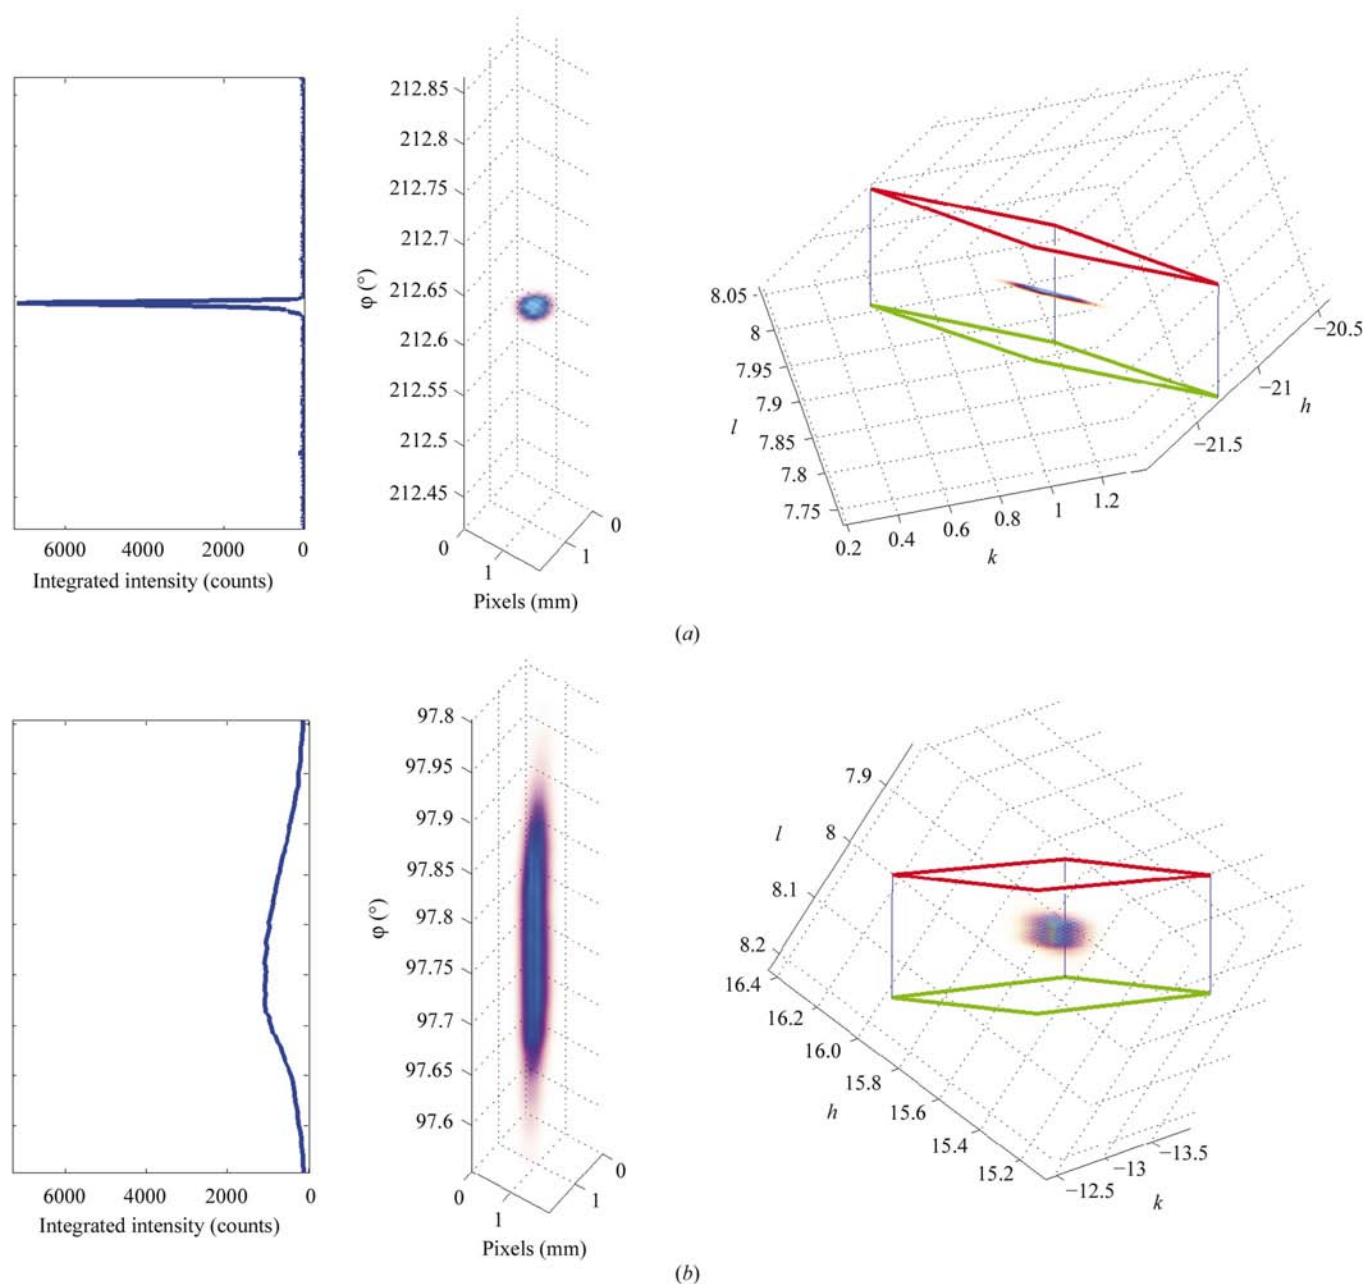 212.85
212.8
212.75
212.7
212.65
212.6
212.55
212.5
212.45
φ (°)
6000 4000 2000 0
Integrated intensity (counts)
0 1
Pixels (mm)
1 0
8.05
8
7.95
7.9
7.85
7.8
7.75
l
0.2 0.4 0.6 0.8 1 1.2
k
−21.5 −21 −20.5
h
(a)
97.8
97.95
97.9
97.85
97.8
97.75
97.7
97.65
97.6
φ (°)
6000 4000 2000 0
Integrated intensity (counts)
0 1
Pixels (mm)
1 0
7.9
8
8.1
8.2
l
16.4
16.2
16.0
15.8
15.6
15.4
15.2
h
−12.5 −13 −13.5
k
(b)